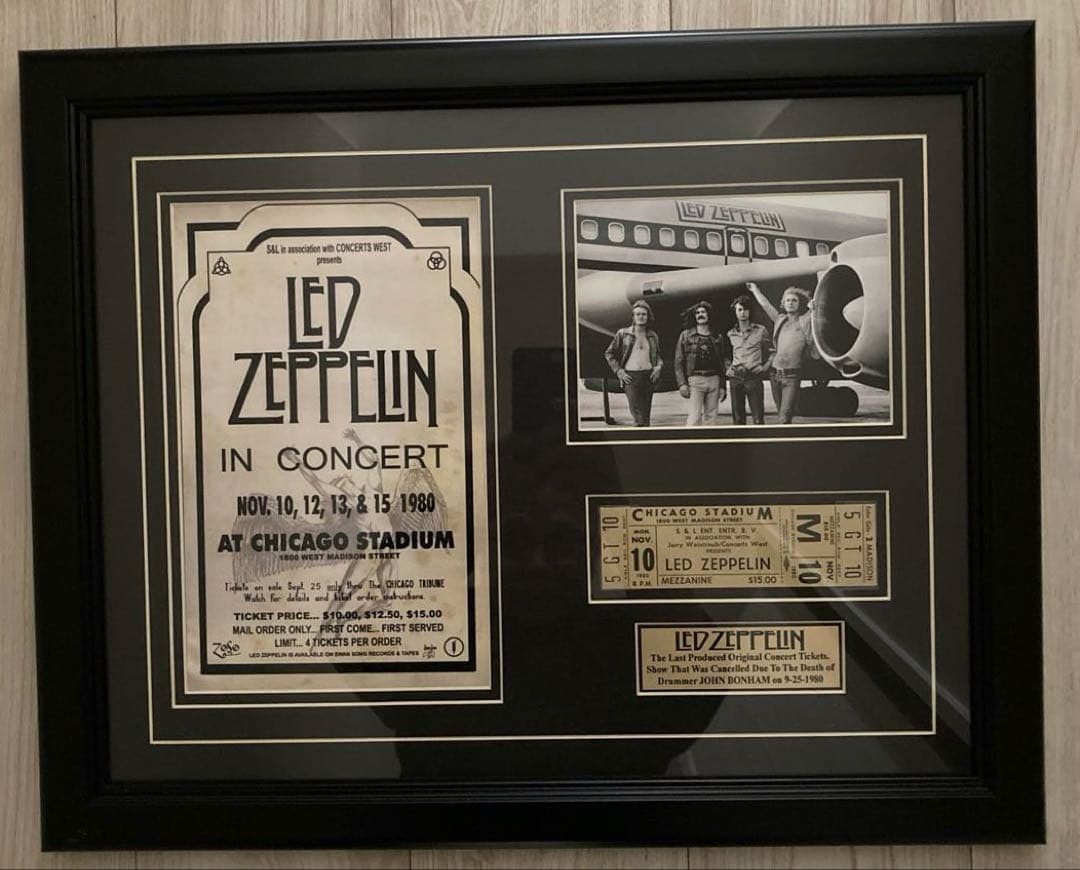 S&L in association with CONCERTS WEST
presents
LED
ZEPPELIN
IN CONCERT
NOV. 10, 12, 13, & 15 1980
AT CHICAGO STADIUM
1800 WEST MADISON STREET
Tickets on sale Sept. 25 only thru The CHICAGO TRIBUNE
Watch for details and ticket order instructions.
TICKET PRICE... $10.00, $12.50, $15.00
MAIL ORDER ONLY... FIRST COME... FIRST SERVED
LIMIT... 4 TICKETS PER ORDER
LED ZEPPELIN IS AVAILABLE ON SWAN SONG RECORDS & TAPES
LED ZEPPELIN
5 GT 10
CHICAGO STADIUM
1800 WEST MADISON STREET
MON.
NOV.
10
8 P.M.
S & L ENT. ENTR. B. V.
IN ASSOCIATION WITH
Jerry Weintraub/Concerts West
PRESENTS
LED ZEPPELIN
MEZZANINE $15.00
M 10
NOV.
5 GT 10
MADISON
LED ZEPPELIN
The Last Produced Original Concert Tickets.
Show That Was Cancelled Due To The Death of
Drummer JOHN BONHAM on 9-25-1980